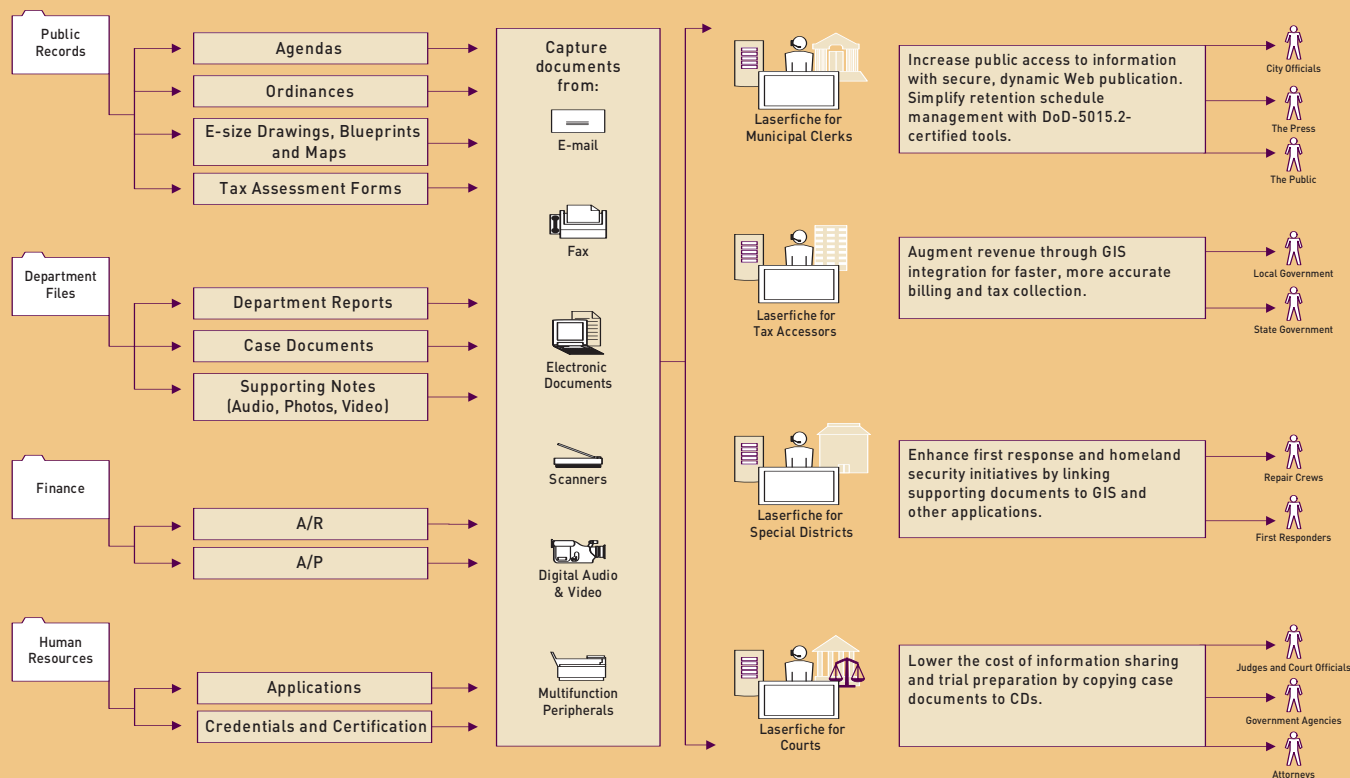 Public
Records
Agendas
Ordinances
E-size Drawings, Blueprints
and Maps
Tax Assessment Forms
Department
Files
Department Reports
Case Documents
Supporting Notes
(Audio, Photos, Video)
Finance
A/R
A/P
Human
Resources
Applications
Credentials and Certification
Capture
documents
from:
E-mail
Fax
Electronic
Documents
Scanners
Digital Audio
& Video
Multifunction
Peripherals
Laserfiche for
Municipal Clerks
Increase public access to information
with secure, dynamic Web publication.
Simplify retention schedule
management with DoD-5015.2-
certified tools.
City Officials
The Press
The Public
Laserfiche for
Tax Accessors
Augment revenue through GIS
integration for faster, more accurate
billing and tax collection.
Local Government
State Government
Laserfiche for
Special Districts
Enhance first response and homeland
security initiatives by linking
supporting documents to GIS and
other applications.
Repair Crews
First Responders
Laserfiche for
Courts
Lower the cost of information sharing
and trial preparation by copying case
documents to CDs.
Judges and Court Officials
Government Agencies
Attorneys